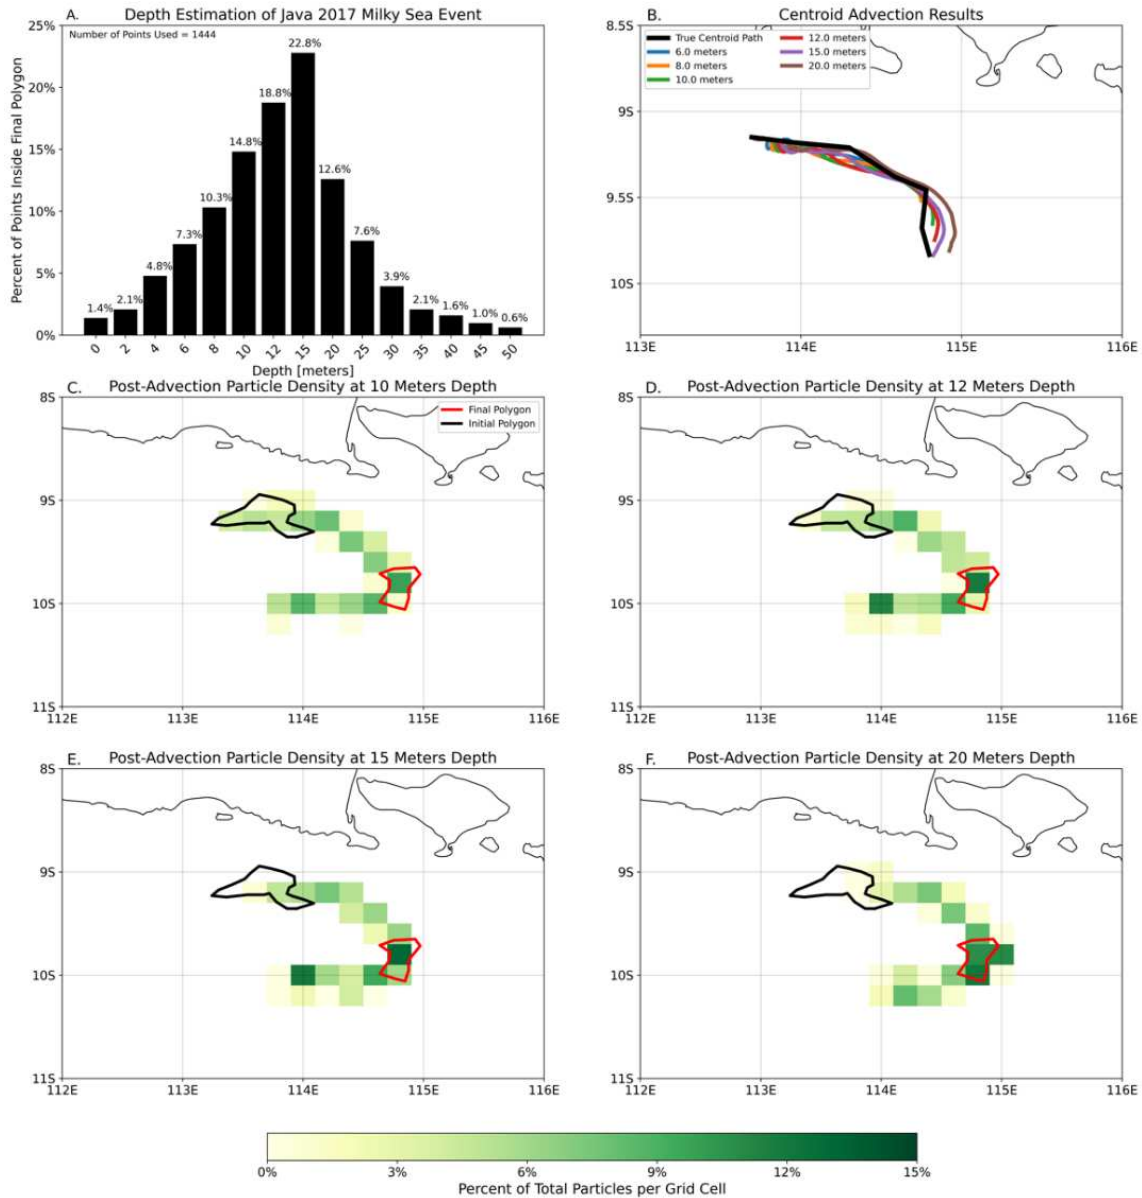 A. Depth Estimation of Java 2017 Milky Sea Event
Number of Points Used = 1444
Percent of Points Inside Final Polygon
25%
20%
15%
10%
5%
0%
1.4%
2.1%
4.8%
7.3%
10.3%
14.8%
18.8%
22.8%
12.6%
7.6%
3.9%
2.1%
1.6%
1.0%
0.6%
0 2 4 6 8 10 12 15 20 25 30 35 40 45 50
Depth [meters]
B. Centroid Advection Results
True Centroid Path
6.0 meters
8.0 meters
10.0 meters
12.0 meters
15.0 meters
20.0 meters
8.5S
9S
9.5S
10S
113E 114E 115E 116E
C. Post-Advection Particle Density at 10 Meters Depth
Final Polygon
Initial Polygon
8S
9S
10S
11S
112E 113E 114E 115E 116E
D. Post-Advection Particle Density at 12 Meters Depth
8S
9S
10S
11S
112E 113E 114E 115E 116E
E. Post-Advection Particle Density at 15 Meters Depth
8S
9S
10S
11S
112E 113E 114E 115E 116E
F. Post-Advection Particle Density at 20 Meters Depth
8S
9S
10S
11S
112E 113E 114E 115E 116E
0% 3% 6% 9% 12% 15%
Percent of Total Particles per Grid Cell